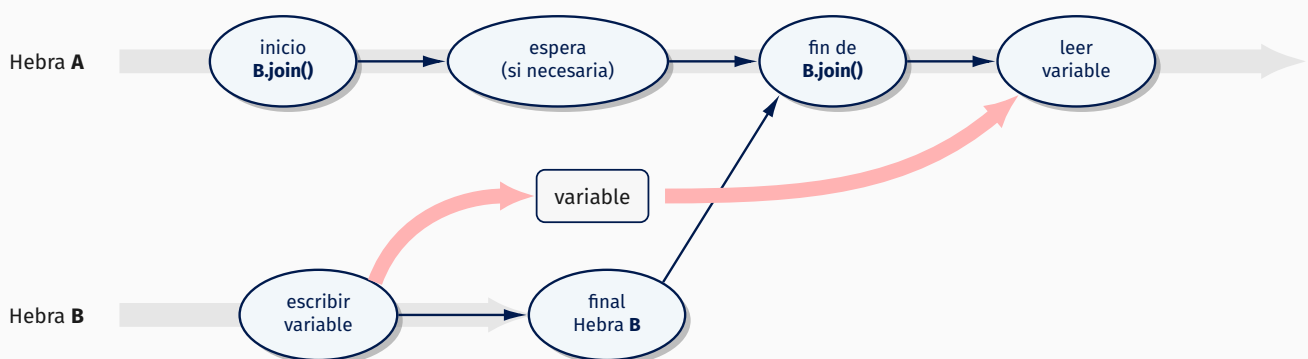 Hebra A
inicio
B.join()
espera
(si necesaria)
fin de
B.join()
leer
variable
variable
Hebra B
escribir
variable
final
Hebra B